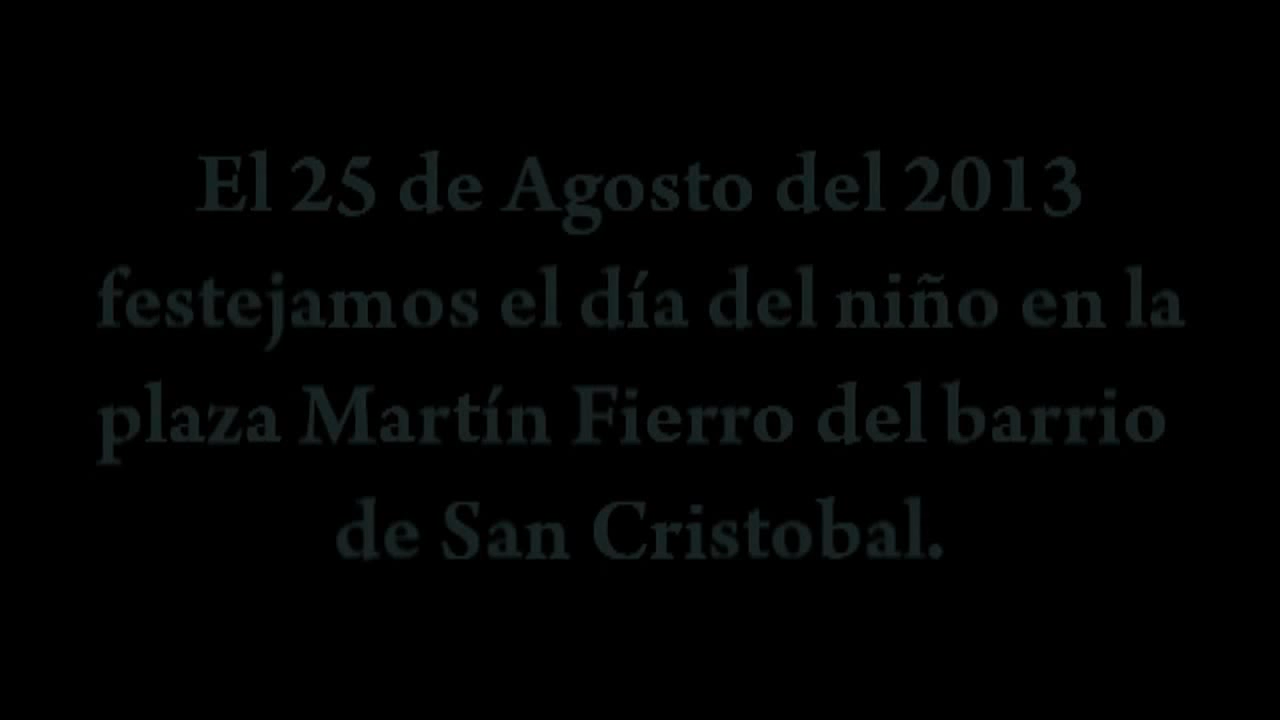 El 25 de Agosto del 2013
festejamos el día del niño en la
plaza Martín Fierro del barrio
de San Cristobal.